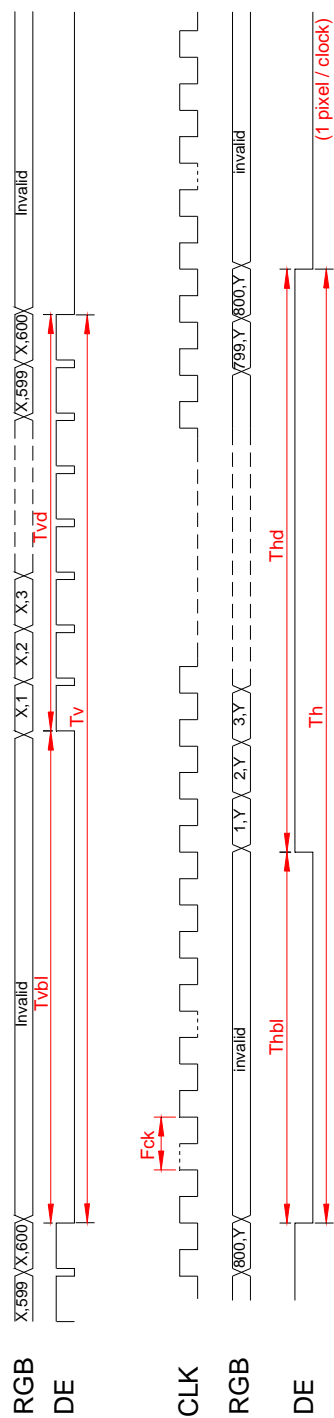 RGB X,599 X,600 Invalid X,1 X,2 X,3 X,599 X,600 Invalid
DE Tvbl Tvd
Tv
CLK Fck
RGB 800,Y invalid 1,Y 2,Y 3,Y 799,Y 800,Y invalid
DE Thbl Thd
Th
(1 pixel / clock)